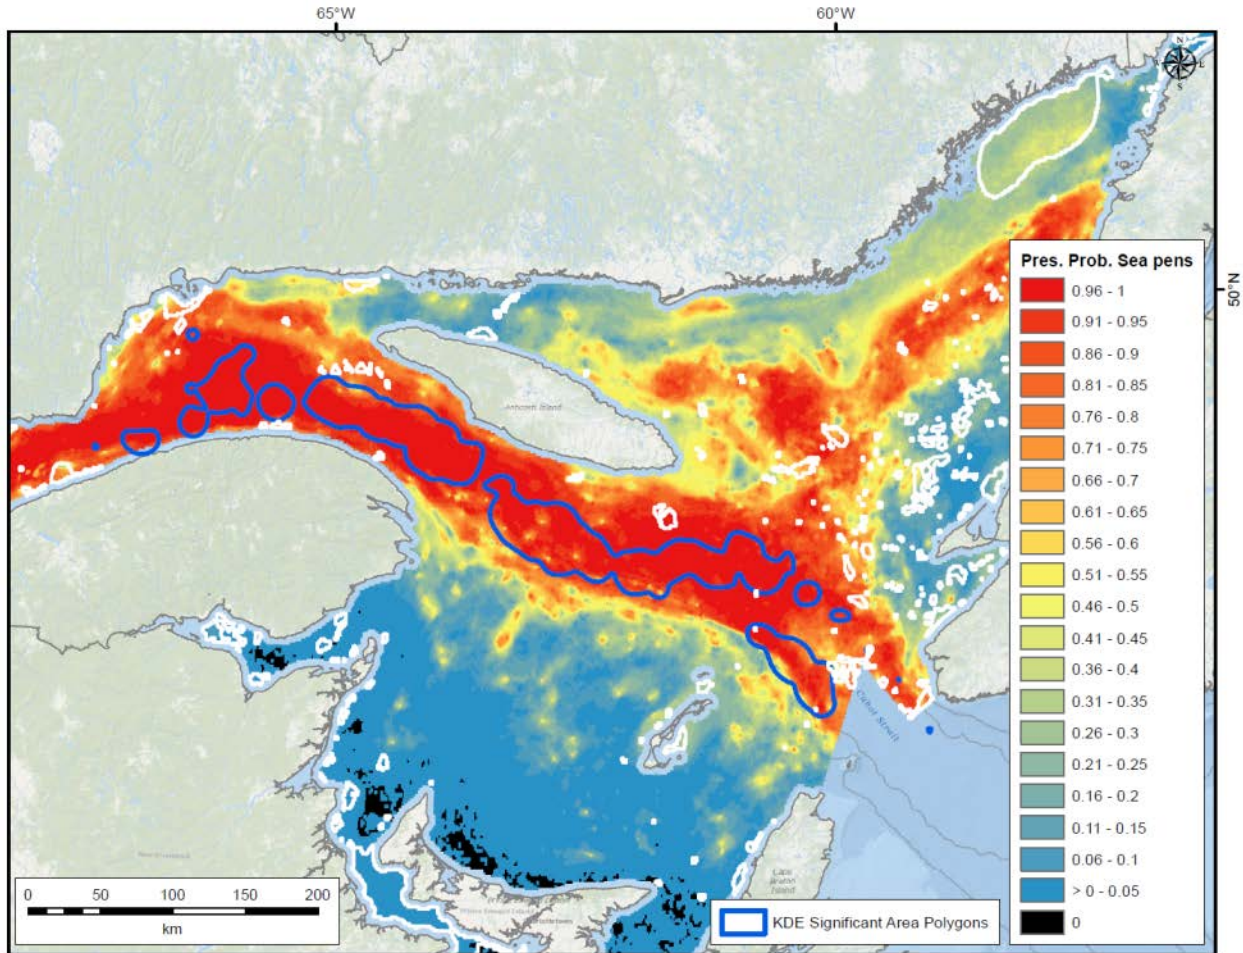 65°W 60°W
N
S
50°N
Anticosti Island
Cabot Strait
Cape
Breton
Island
Pres. Prob. Sea pens
0.96 - 1
0.91 - 0.95
0.86 - 0.9
0.81 - 0.85
0.76 - 0.8
0.71 - 0.75
0.66 - 0.7
0.61 - 0.65
0.56 - 0.6
0.51 - 0.55
0.46 - 0.5
0.41 - 0.45
0.36 - 0.4
0.31 - 0.35
0.26 - 0.3
0.21 - 0.25
0.16 - 0.2
0.11 - 0.15
0.06 - 0.1
> 0 - 0.05
0
0 50 100 150 200
km
KDE Significant Area Polygons